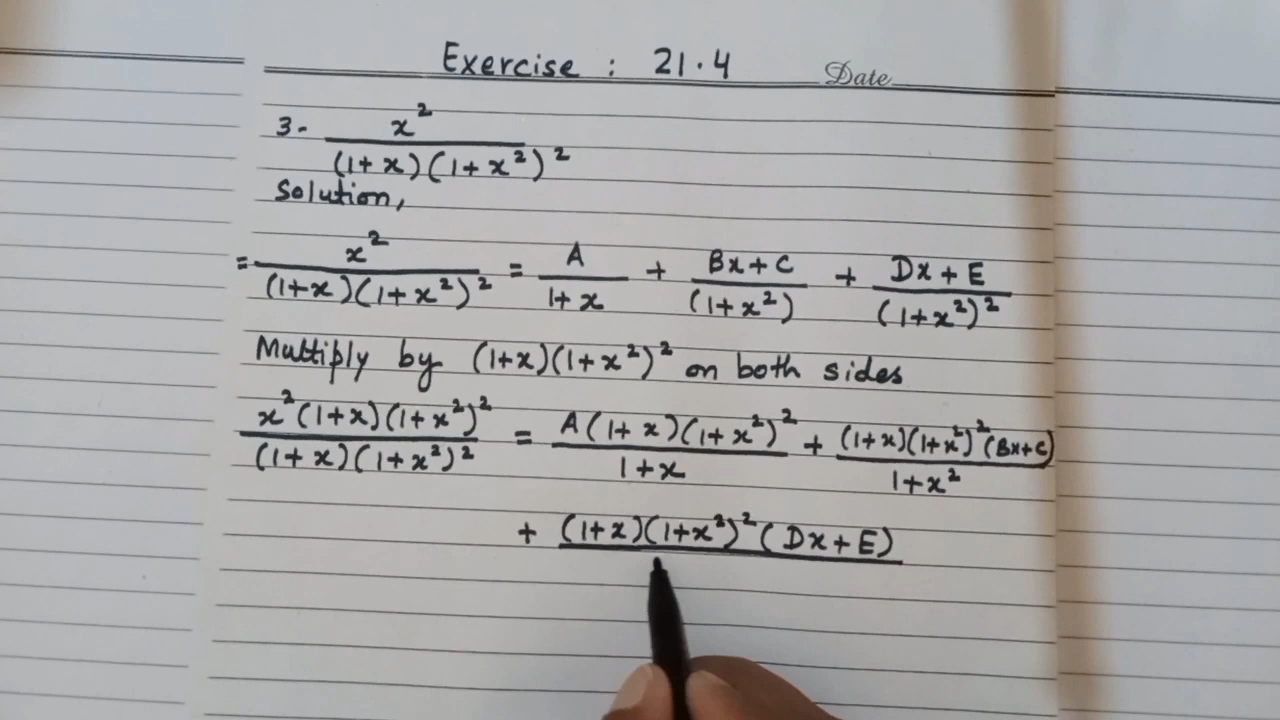 Exercise : 21.4
Date
3- x²/(1+x)(1+x²)²
Solution,
= x²/(1+x)(1+x²)² = A/1+x + Bx+C/(1+x²) + Dx+E/(1+x²)²
Multiply by (1+x)(1+x²)² on both sides
x²(1+x)(1+x²)²/(1+x)(1+x²)² = A(1+x)(1+x²)²/1+x + (1+x)(1+x²)²(Bx+C)/1+x²
+ (1+x)(1+x²)²(Dx+E)